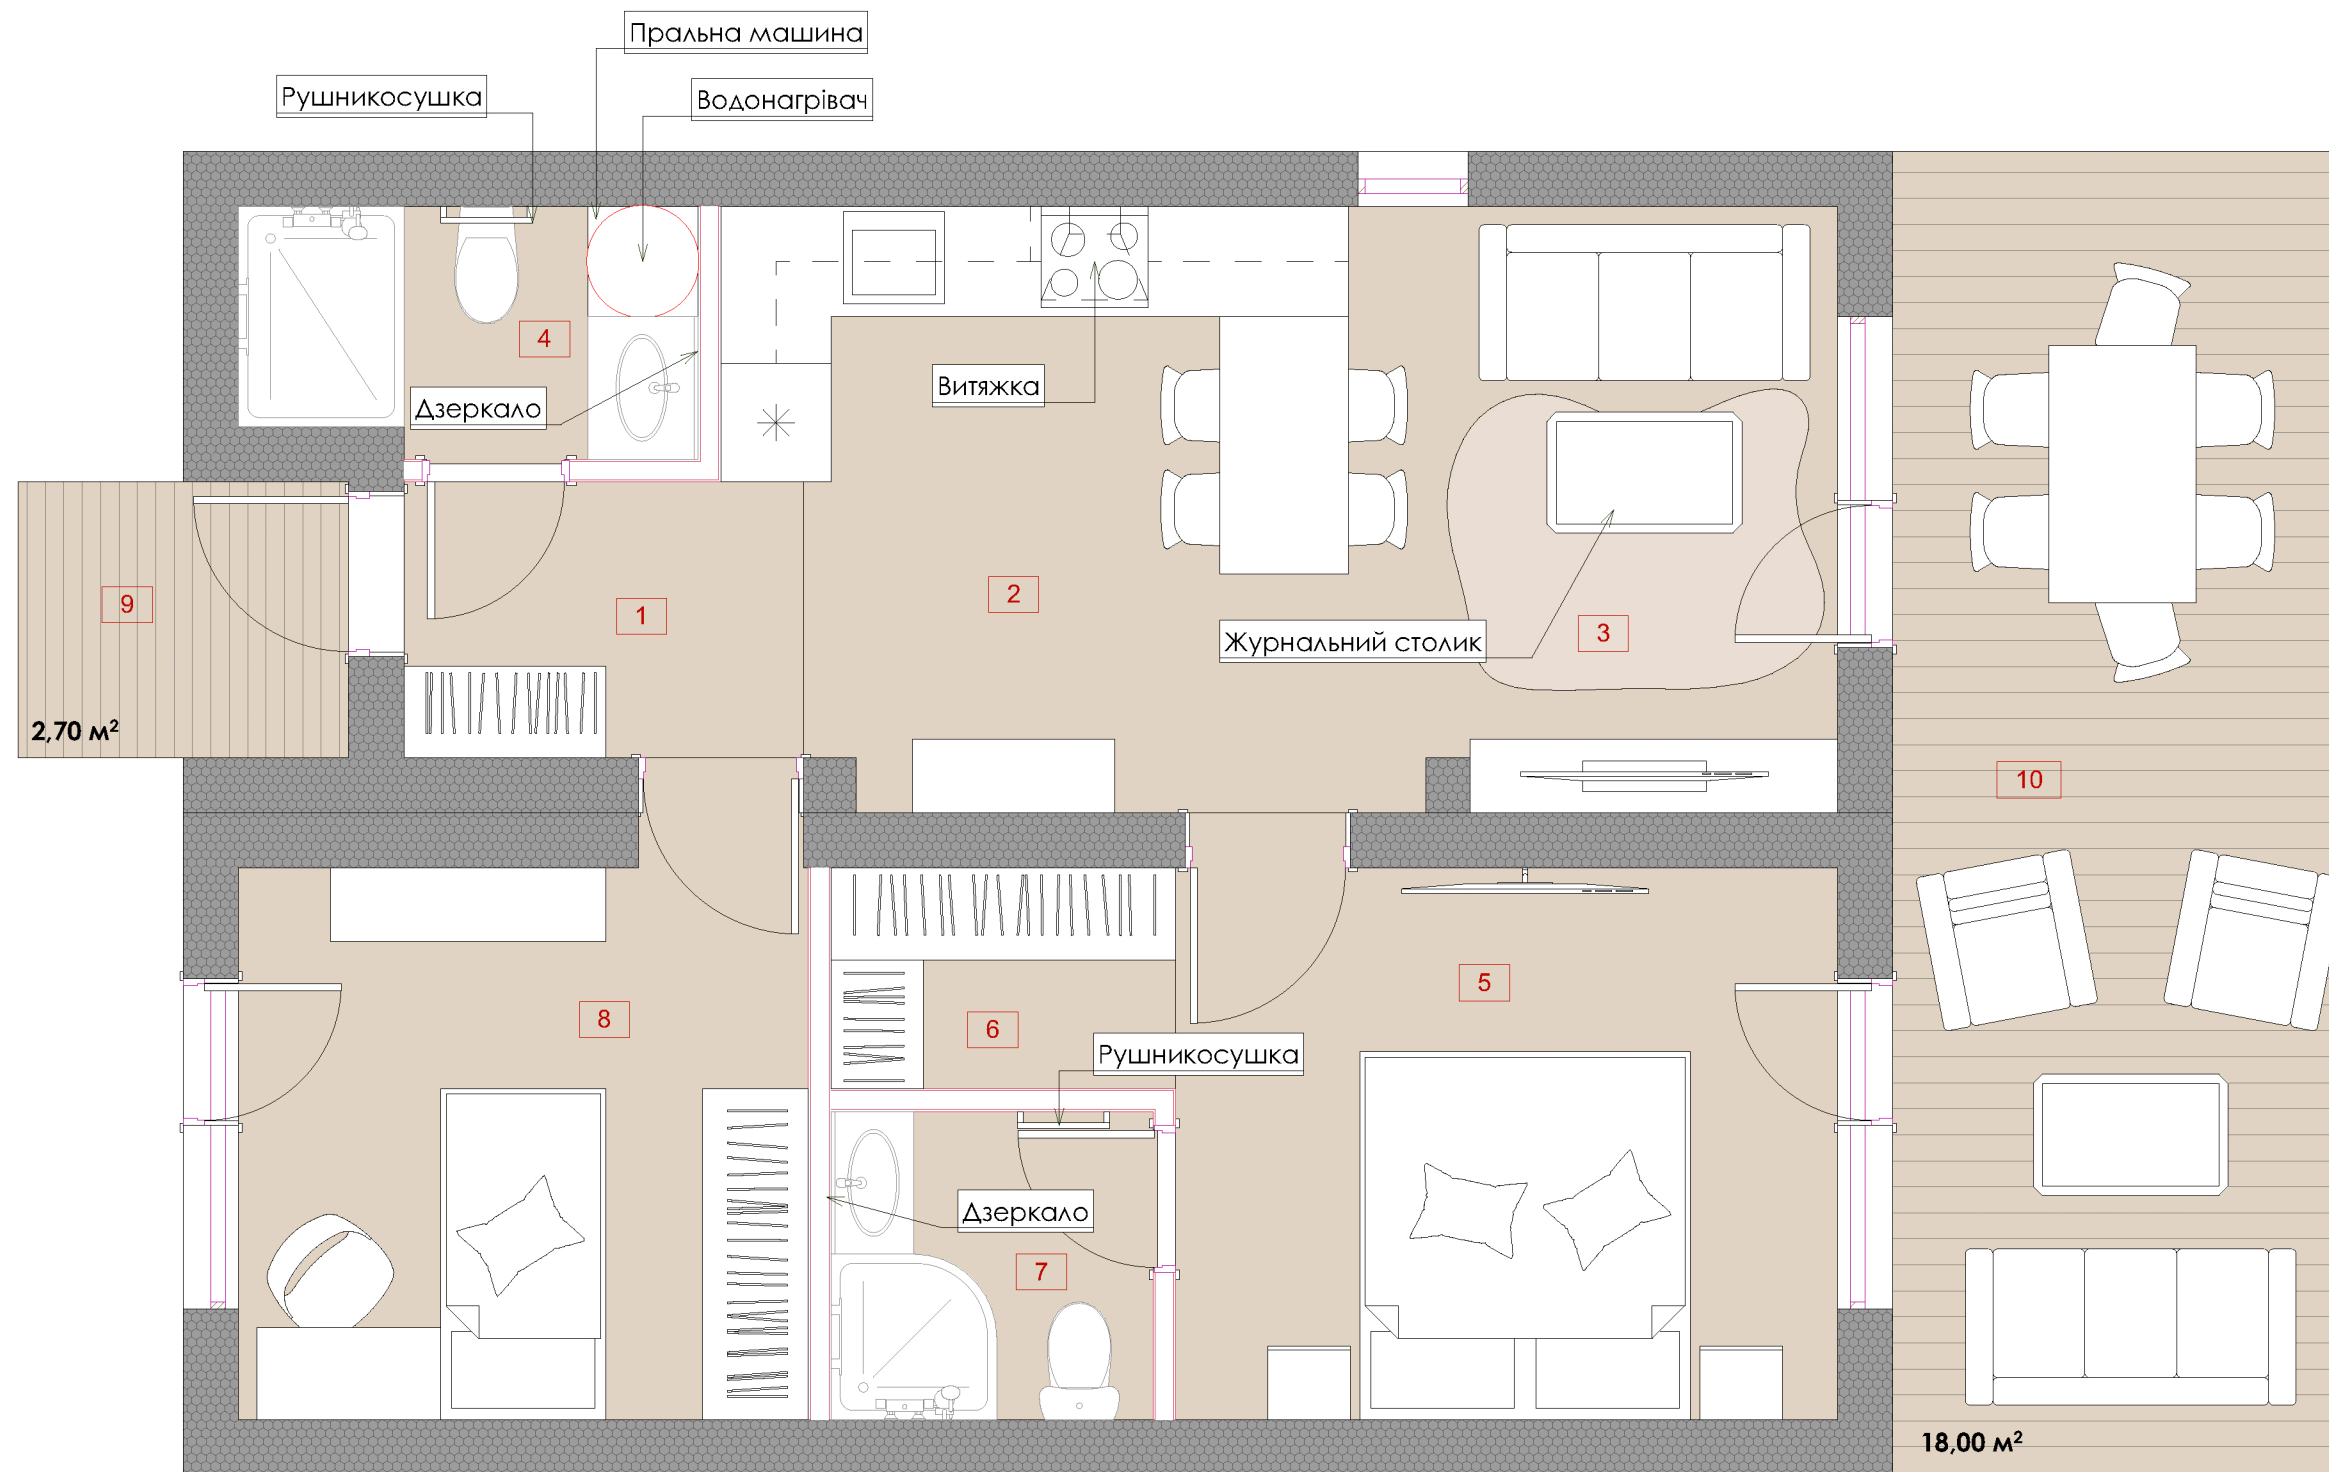 Пральна машина
Рушникосушка
Водонагрівач
4
Дзеркало
Витяжка
9
1
2
3
Журнальний столик
2,70 м²
10
8
6
5
Рушникосушка
Дзеркало
7
18,00 м²